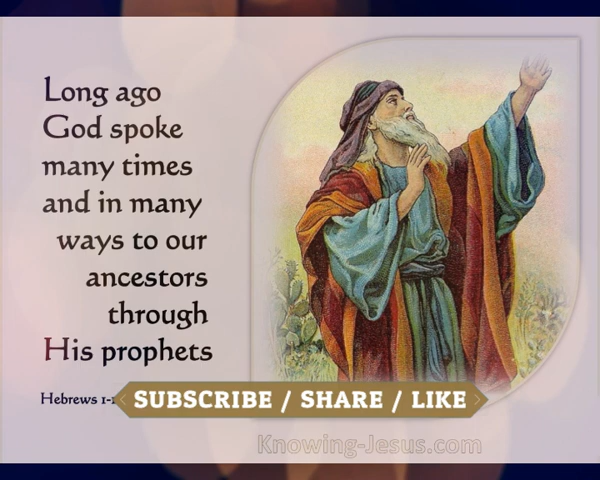 Long ago
God spoke
many times
and in many
ways to our
ancestors
through
His prophets
Hebrews 1-
SUBSCRIBE / SHARE / LIKE
Knowing-Jesus.com